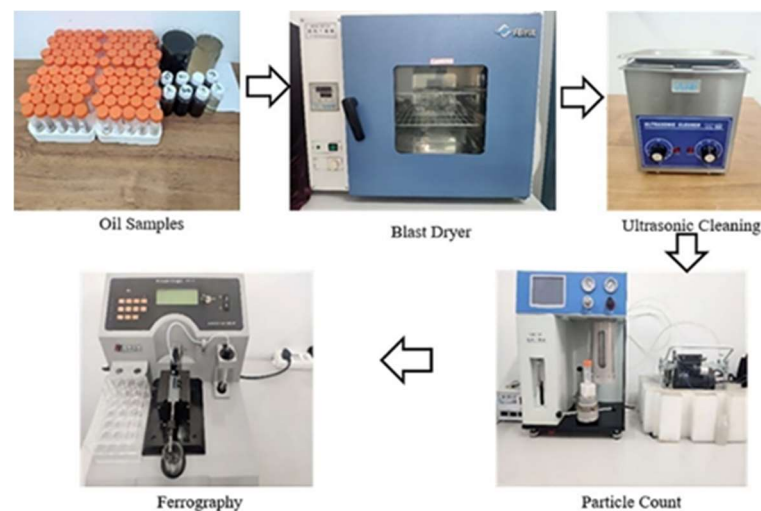 Oil Samples
Blast Dryer
ULTRASONIC CLEANER
Ultrasonic Cleaning
Ferrography
Particle Count